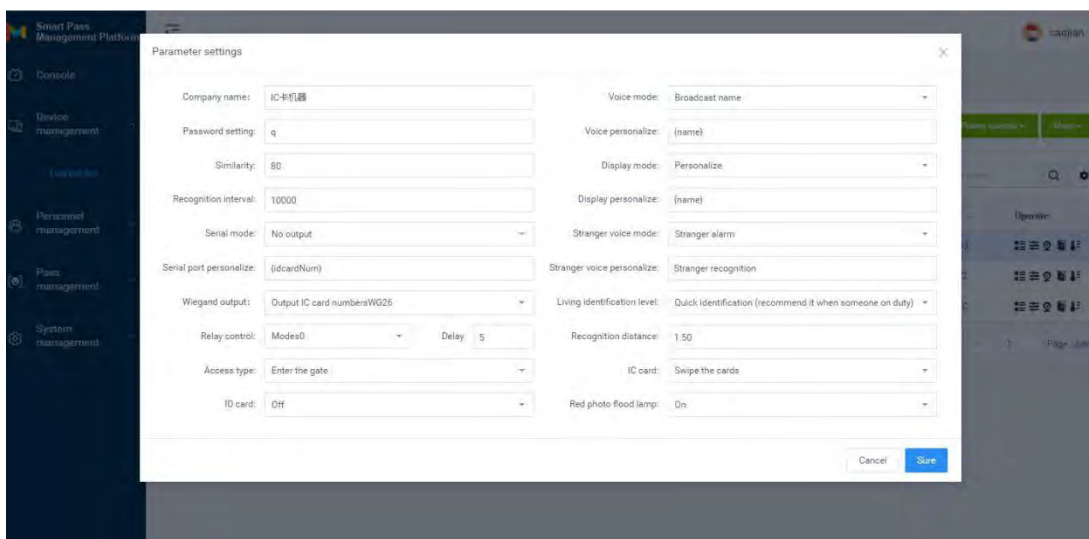 Smart Pass
Management Platform
Console
Device
management
Personnel
management
Pass
management
System
management
caojian
Operator
Parameter settings
Company name: IC卡机器
Password setting: q
Similarity: 80
Recognition interval: 10000
Serial mode: No output
Serial port personalize: (idcardNum)
Wiegand output: Output IC card numbersWG26
Relay control: Modes0 Delay 5
Access type: Enter the gate
ID card: Off
Voice mode: Broadcast name
Voice personalize: (name)
Display mode: Personalize
Display personalize: (name)
Stranger voice mode: Stranger alarm
Stranger voice personalize: Stranger recognition
Living identification level: Quick Identification (recommend it when someone on duty)
Recognition distance: 1.50
IC card: Swipe the cards
Red photo flood lamp: On
Cancel
Sure